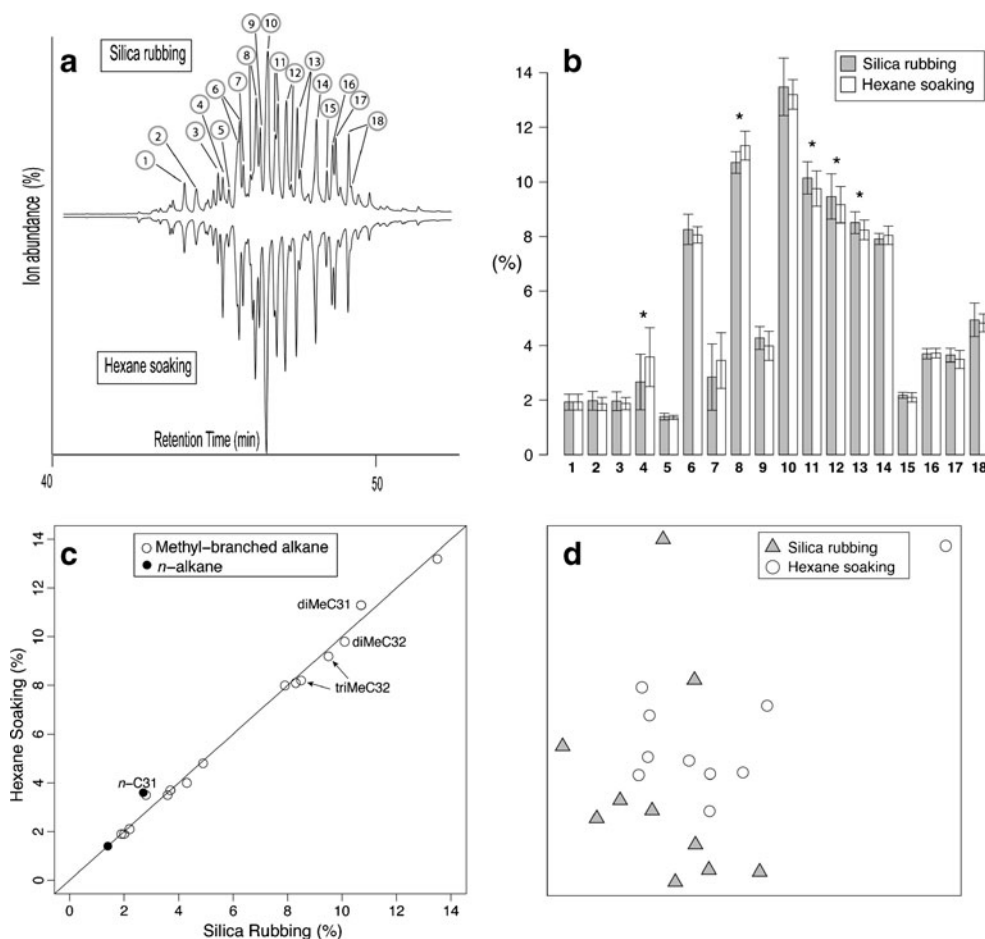 a
Silica rubbing
9
10
8
11
7
13
6
12
14
4
16
15
17
3
5
18
2
1
Ion abundance (%)
Hexane soaking
Retention Time (min)
40
50
b
Silica rubbing
Hexane soaking
14
12
10
8
(%)
6
4
2
0
*
*
*
*
*
1 2 3 4 5 6 7 8 9 10 11 12 13 14 15 16 17 18
c
Methyl-branched alkane
n-alkane
diMeC31
diMeC32
triMeC32
n-C31
14
12
10
8
6
4
2
0
Hexane Soaking (%)
0 2 4 6 8 10 12 14
Silica Rubbing (%)
d
Silica rubbing
Hexane soaking